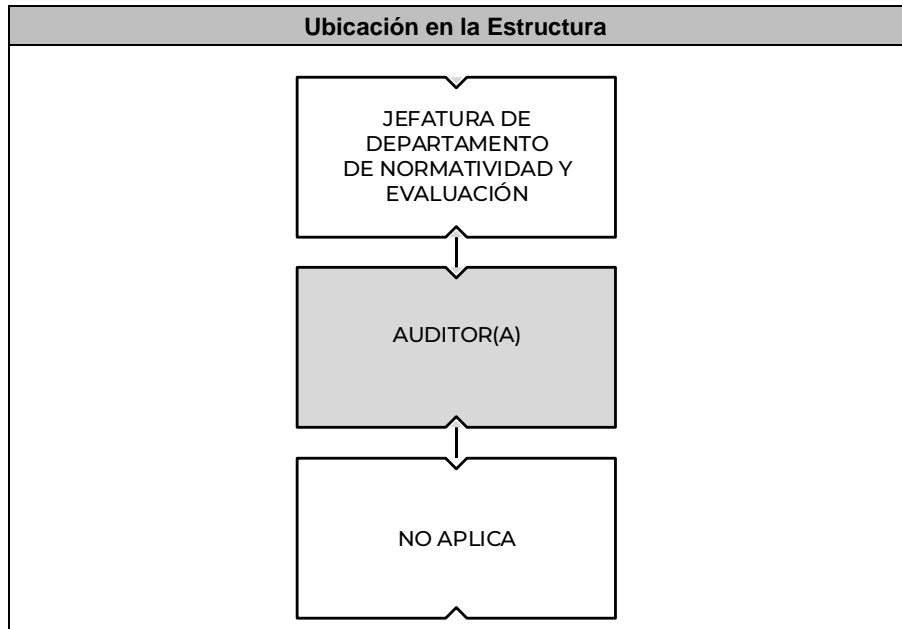 Ubicación en la Estructura
JEFATURA DE
DEPARTAMENTO
DE NORMATIVIDAD Y
EVALUACIÓN
AUDITOR(A)
NO APLICA